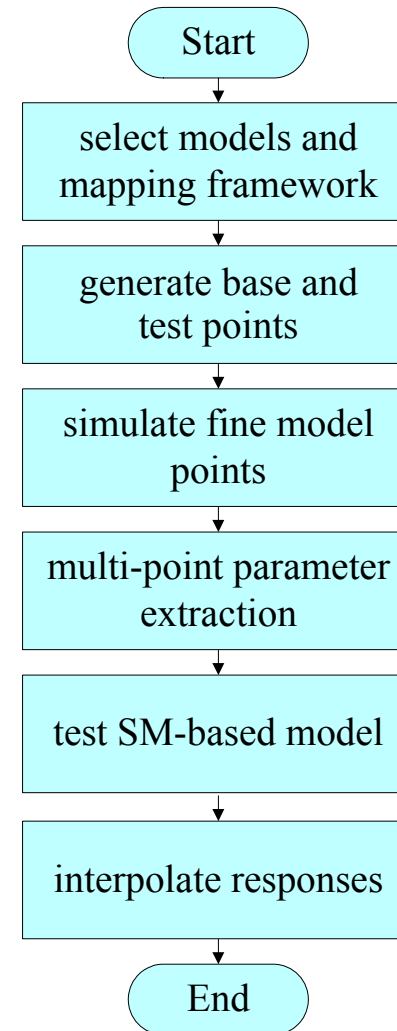 Start
select models and
mapping framework
generate base and
test points
simulate fine model
points
multi-point parameter
extraction
test SM-based model
interpolate responses
End